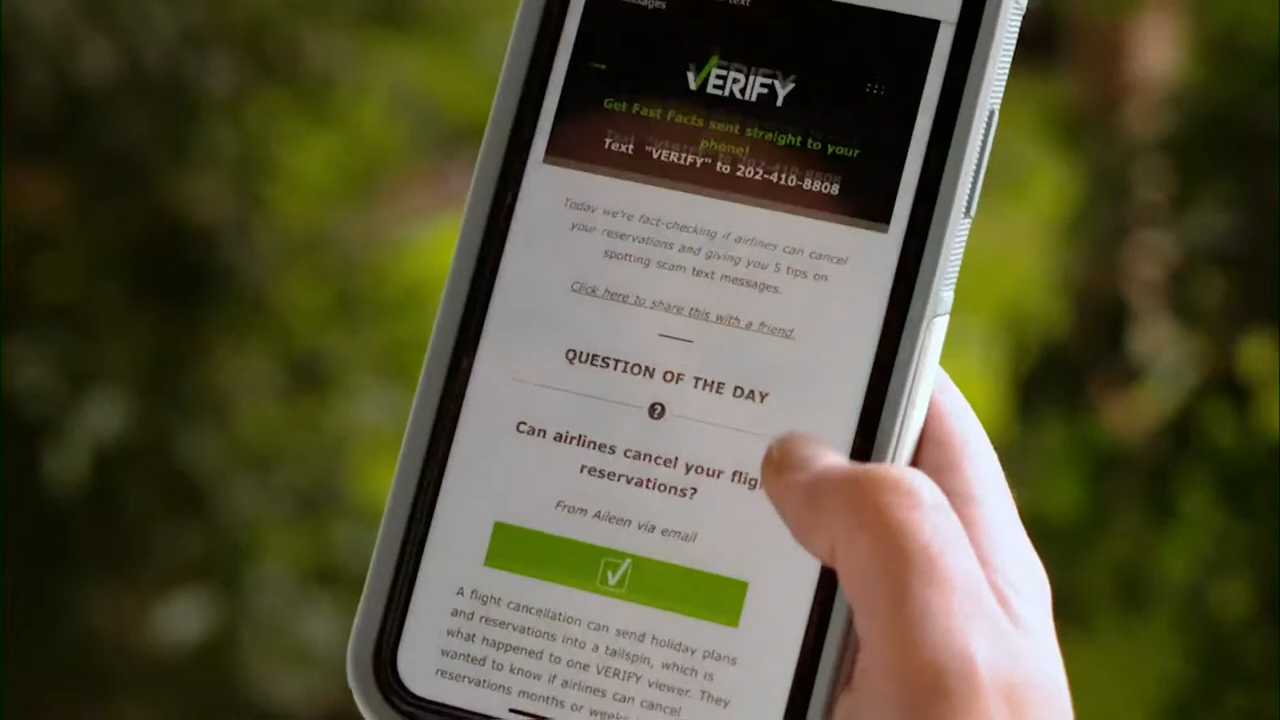 VERIFY
Get Fast Facts sent straight to your
phone!
Text "VERIFY" to 202-410-8808
Today we're fact-checking if airlines can cancel
your reservations and giving you 5 tips on
spotting scam text messages.
Click here to share this with a friend.
QUESTION OF THE DAY
?
Can airlines cancel your
reservations?
From Aileen via email
A flight cancellation can send holiday plans
and reservations into a tailspin, which is
what happened to one VERIFY viewer. They
wanted to know if airlines can cancel
reservations months or